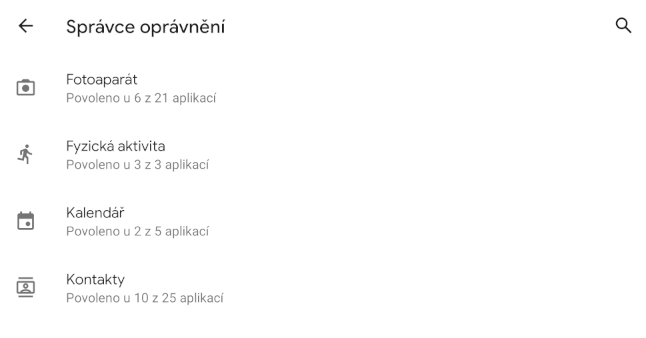 Správce oprávnění
Fotoaparát
Povoleno u 6 z 21 aplikací
Fyzická aktivita
Povoleno u 3 z 3 aplikací
Kalendář
Povoleno u 2 z 5 aplikací
Kontakty
Povoleno u 10 z 25 aplikací